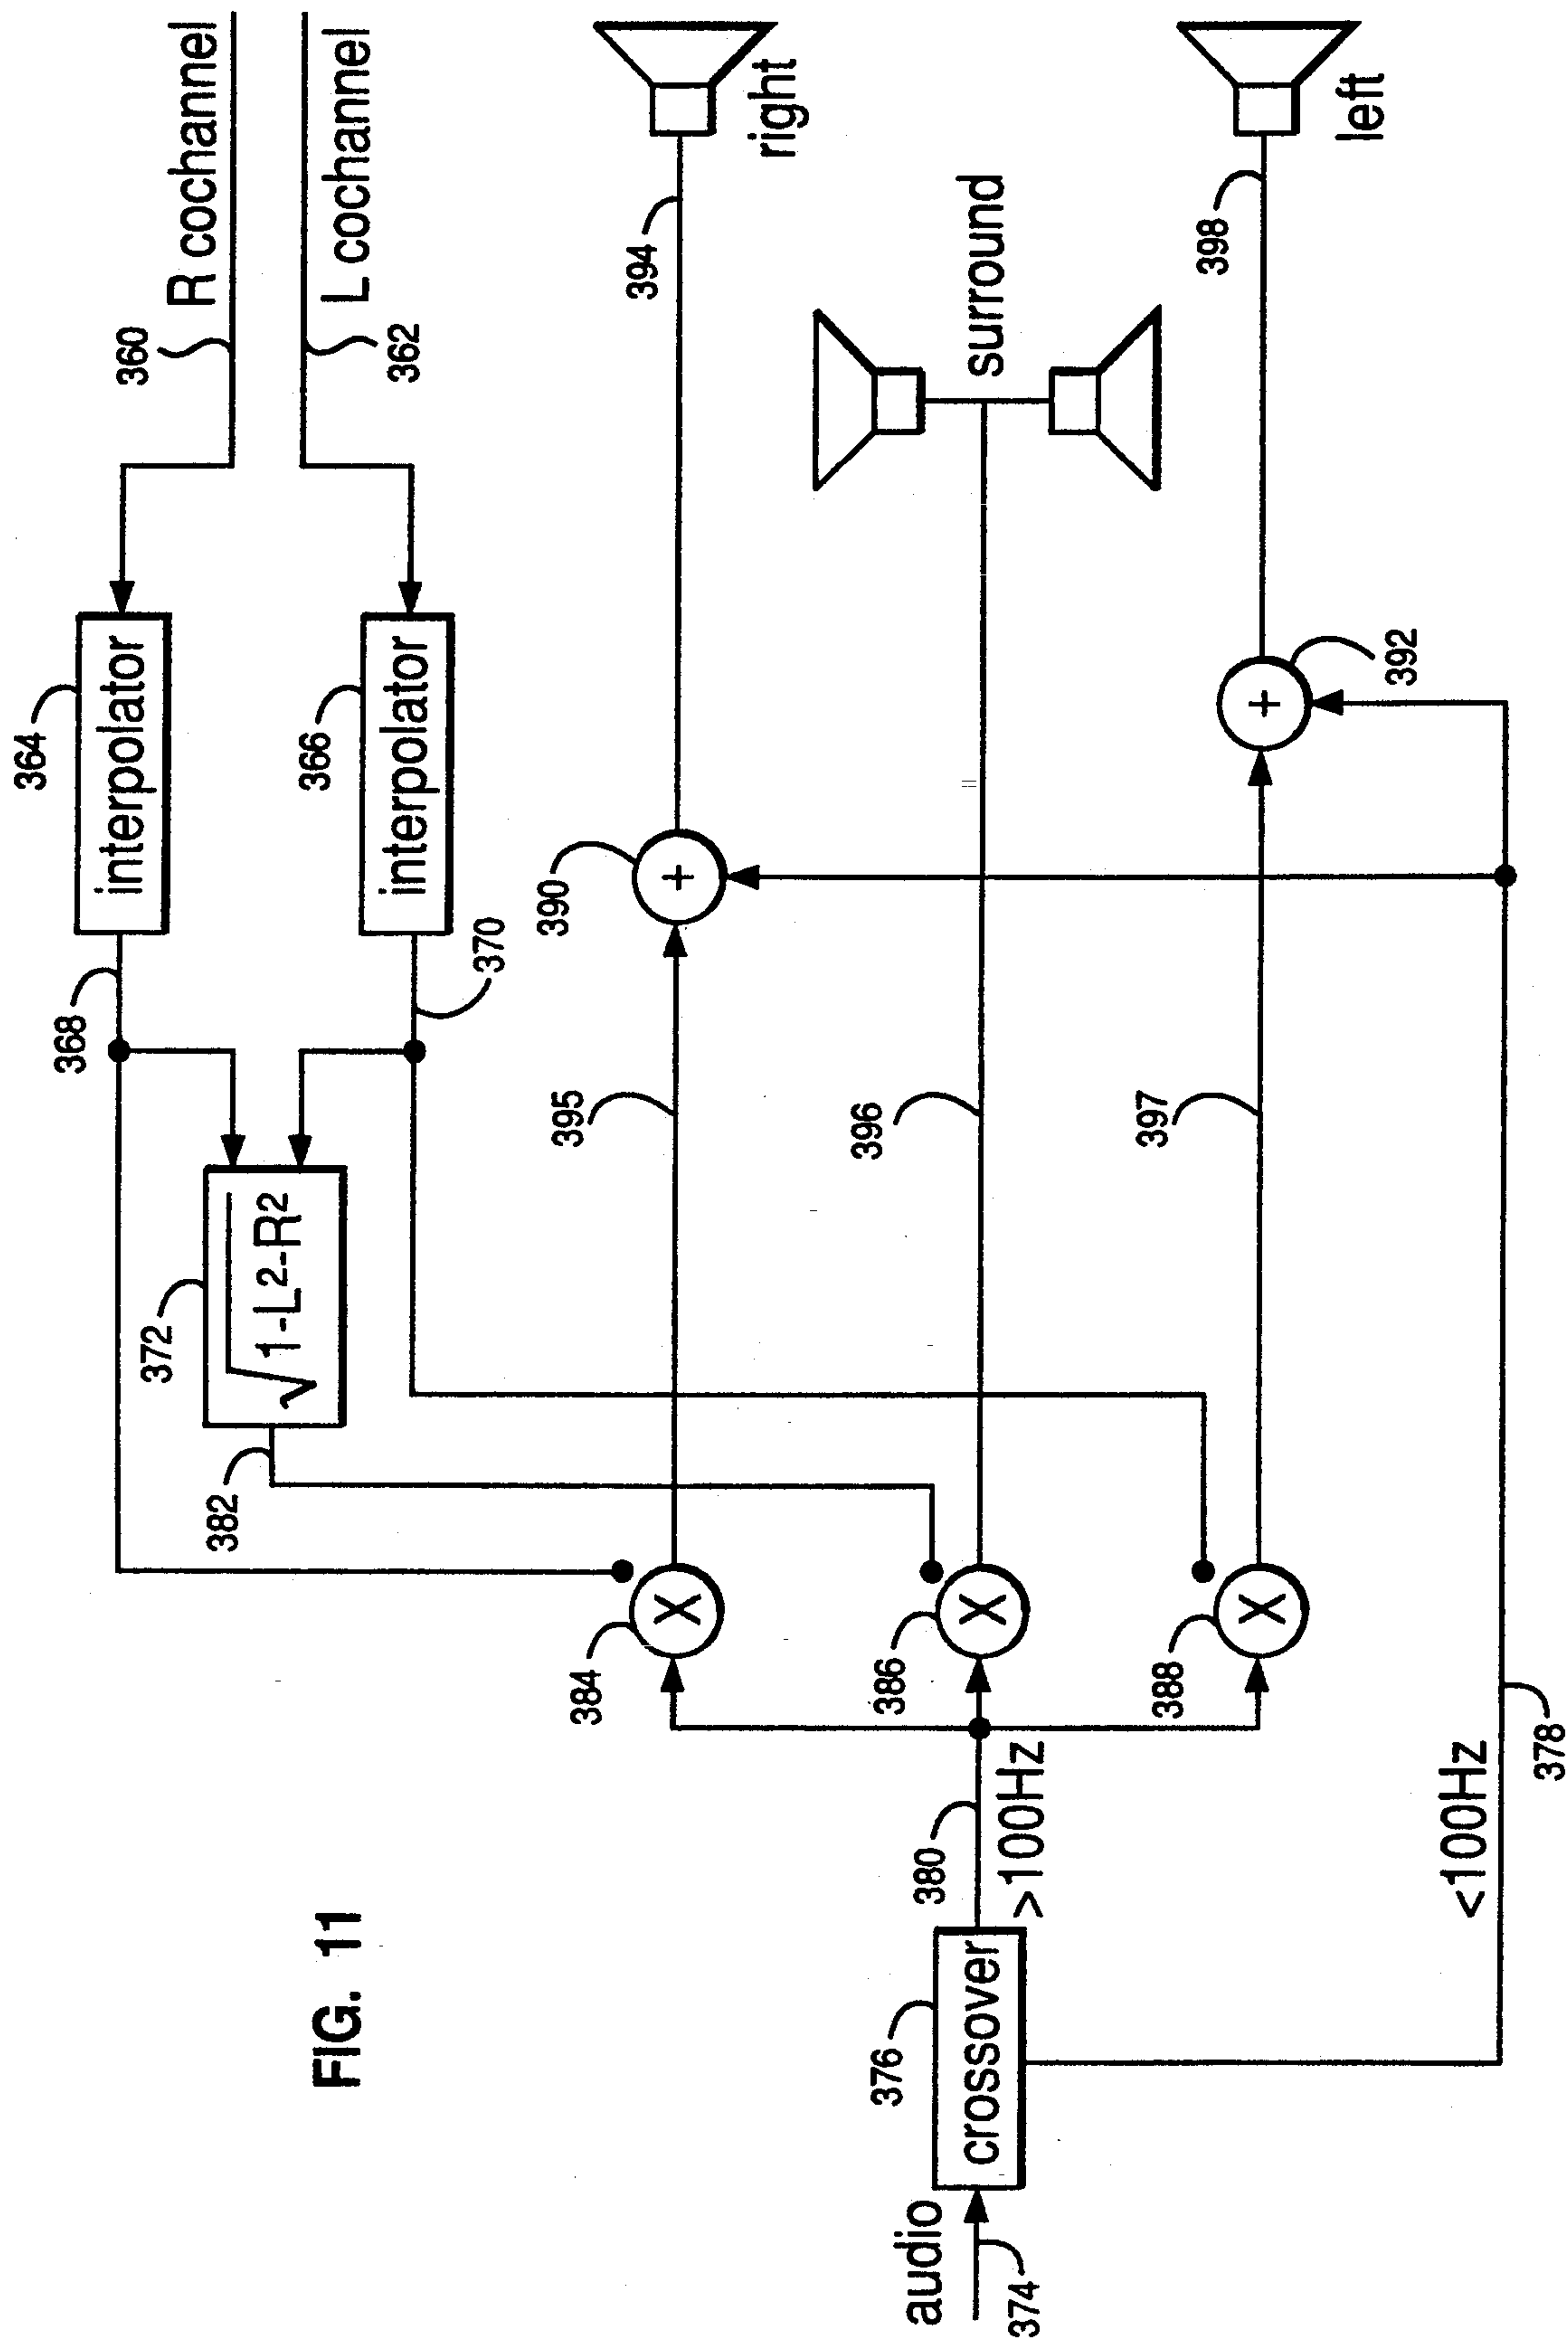 FIG. 11
R cochannel
360
L cochannel
362
364
interpolator
366
interpolator
368
370
372
√1-L²-R²
382
384
395
390
+
394
right
X
386
396
surround
X
388
397
392
+
398
left
X
audio
374
376
crossover
380
>100Hz
<100Hz
378